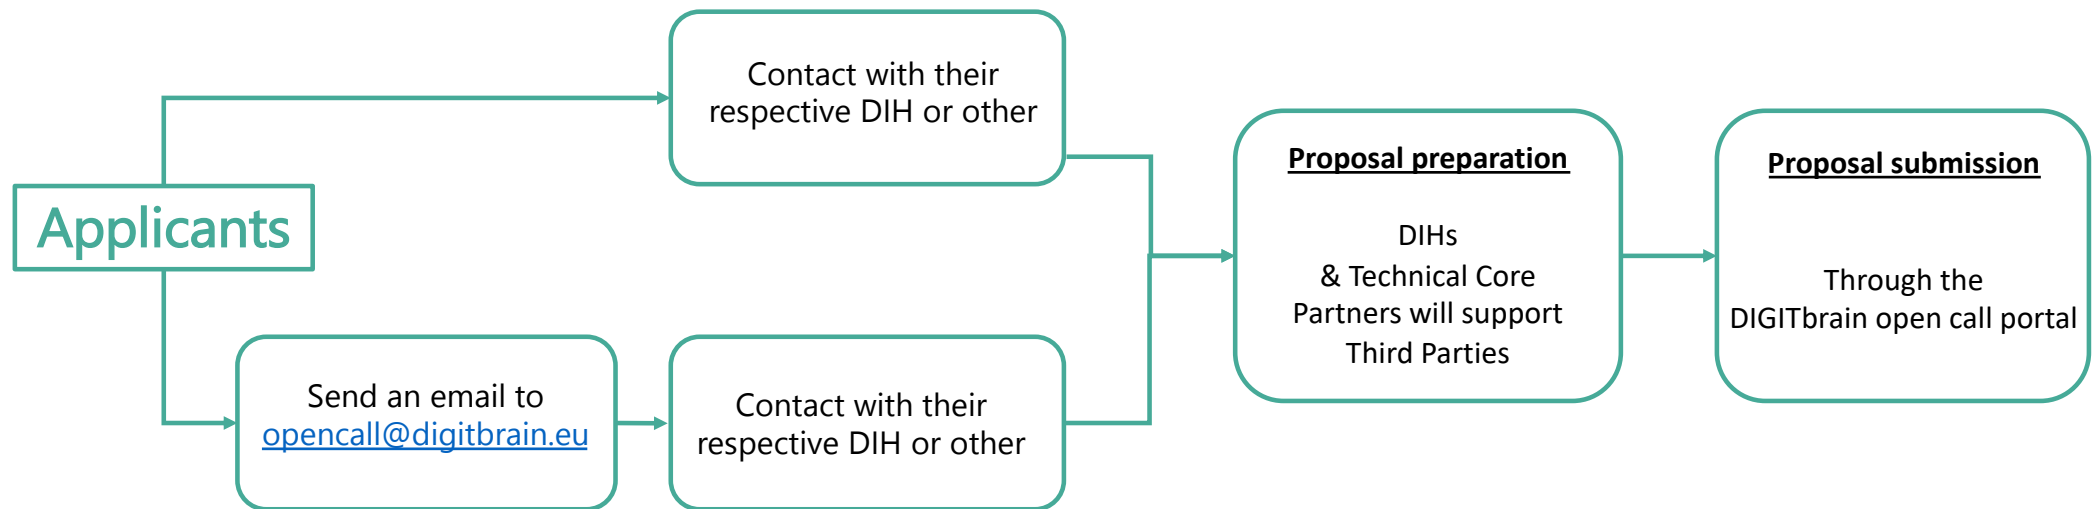 Applicants
Contact with their
respective DIH or other
Send an email to
opencall@digitbrain.eu
Contact with their
respective DIH or other
Proposal preparation
DIHs
& Technical Core
Partners will support
Third Parties
Proposal submission
Through the
DIGITbrain open call portal